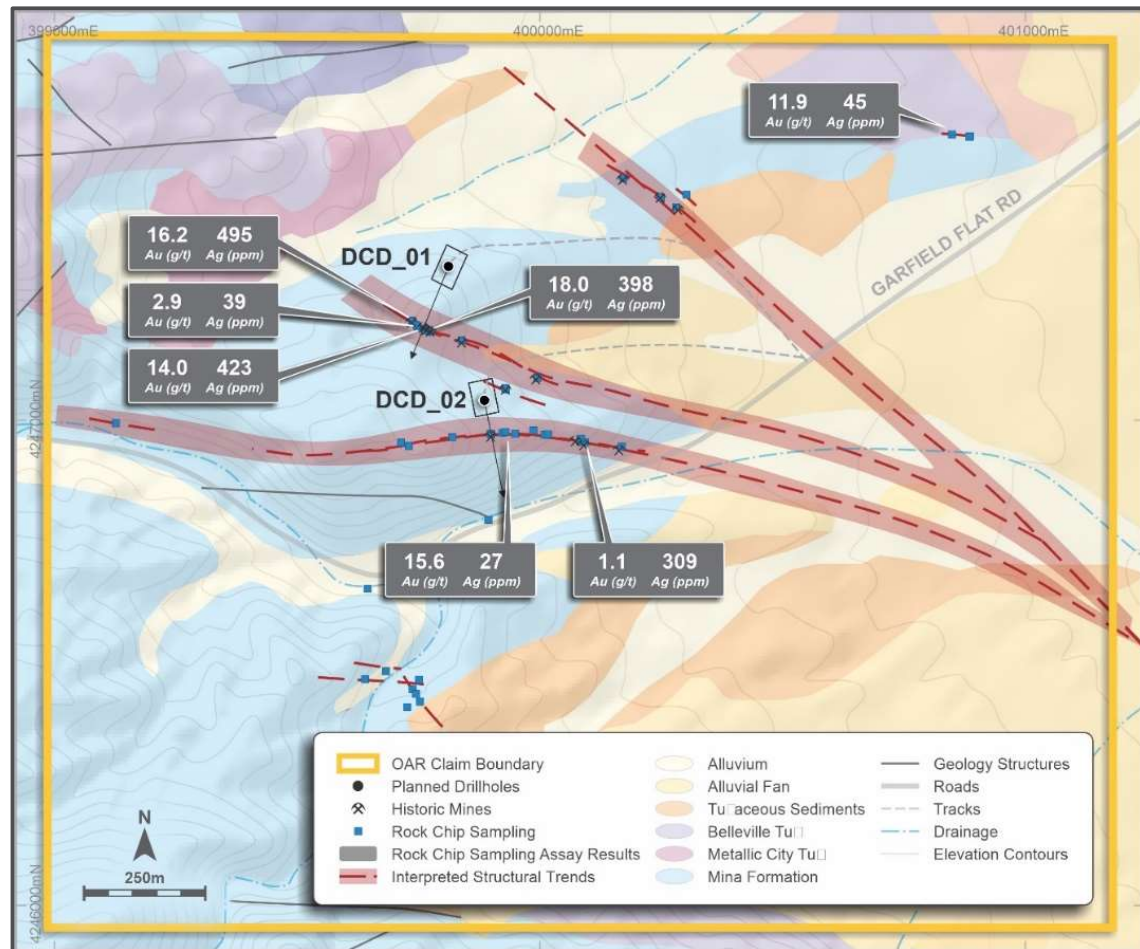 399000mE
400000mE
401000mE
11.9 45
Au (g/t) Ag (ppm)
GARFIELD FLAT RD
16.2 495
Au (g/t) Ag (ppm)
DCD_01
18.0 398
Au (g/t) Ag (ppm)
2.9 39
Au (g/t) Ag (ppm)
14.0 423
Au (g/t) Ag (ppm)
DCD_02
4247000mN
15.6 27
Au (g/t) Ag (ppm)
1.1 309
Au (g/t) Ag (ppm)
OAR Claim Boundary
Planned Drillholes
Historic Mines
Rock Chip Sampling
Rock Chip Sampling Assay Results
Interpreted Structural Trends
Alluvium
Alluvial Fan
Tu□aceous Sediments
Belleville Tu□
Metallic City Tu□
Mina Formation
Geology Structures
Roads
Tracks
Drainage
Elevation Contours
N
250m
4246000mN